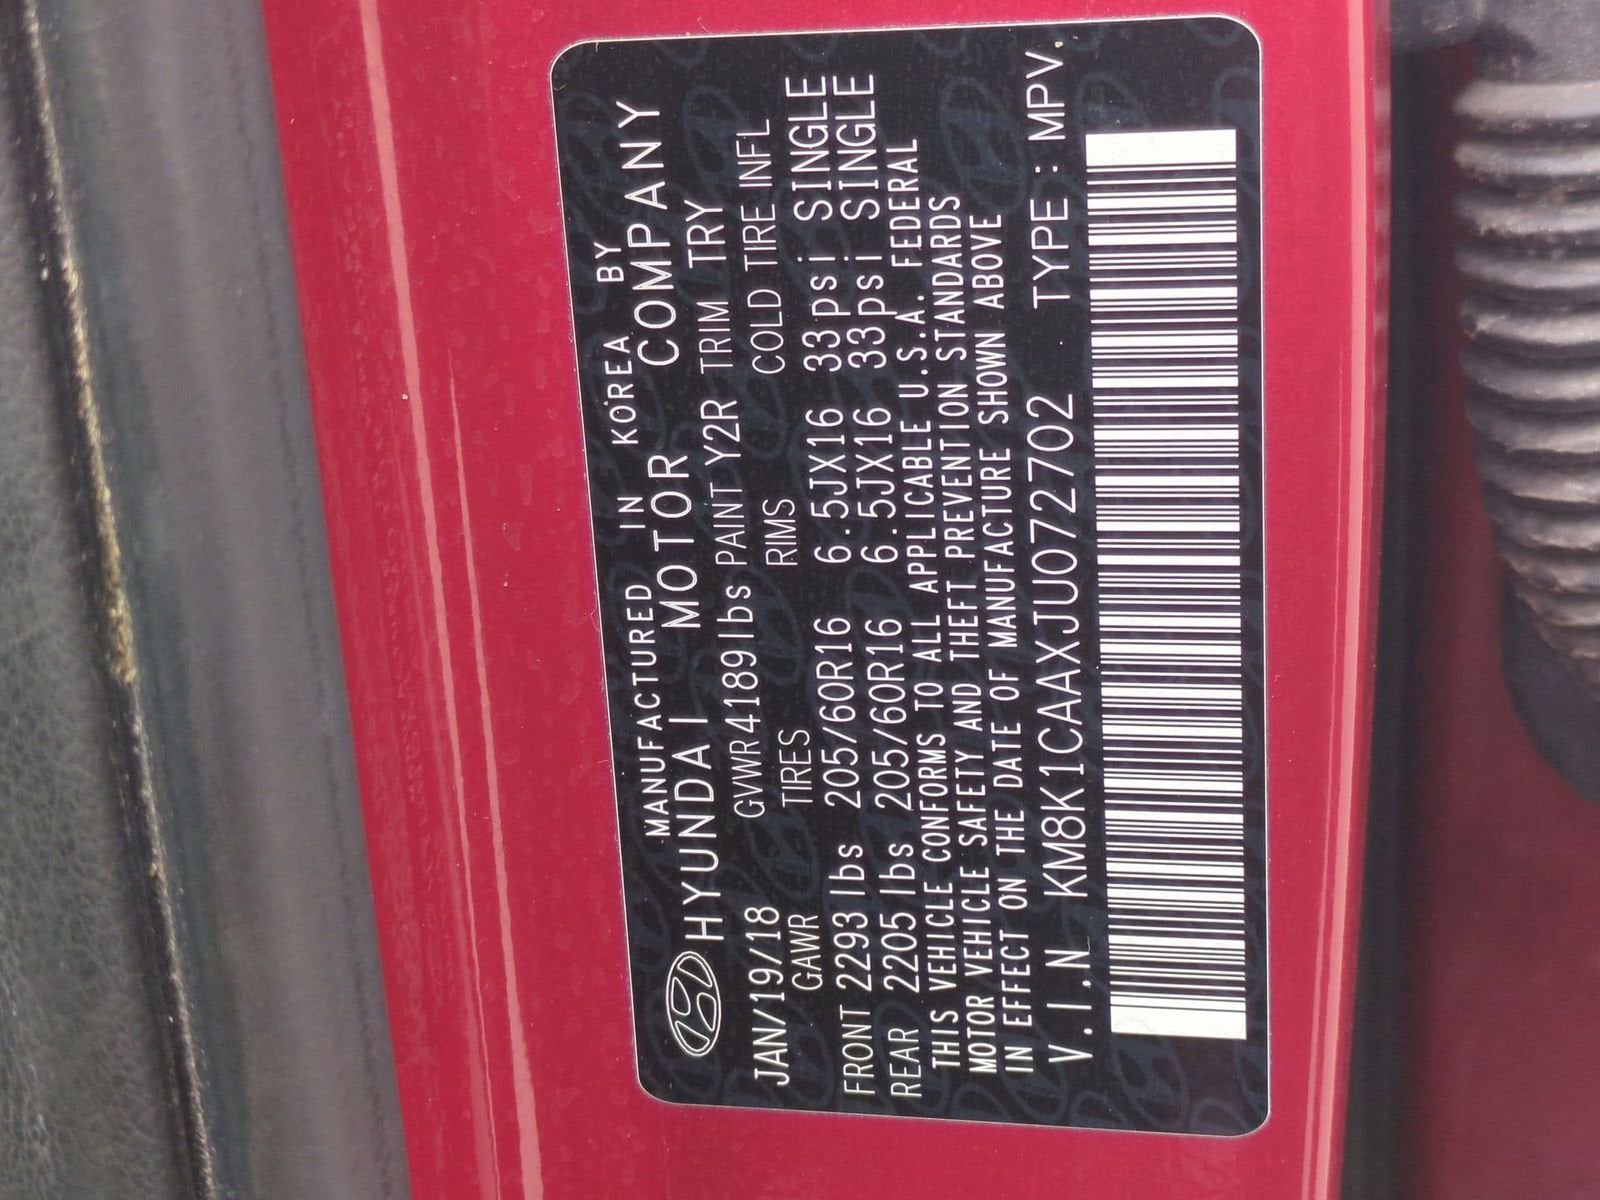 MANUFACTURED IN KOREA BY
HYUNDAI MOTOR COMPANY
JAN/19/18 GVWR4189lbs PAINT Y2R TRIM TRY
GAWR TIRES RIMS COLD TIRE INFL
FRONT 2293 lbs 205/60R16 6.5JX16 33psi SINGLE
REAR 2205 lbs 205/60R16 6.5JX16 33psi SINGLE
THIS VEHICLE CONFORMS TO ALL APPLICABLE U.S.A. FEDERAL
MOTOR VEHICLE SAFETY AND THEFT PREVENTION STANDARDS
IN EFFECT ON THE DATE OF MANUFACTURE SHOWN ABOVE
V.I.N KM8K1CAAXJU072702 TYPE : MPV.